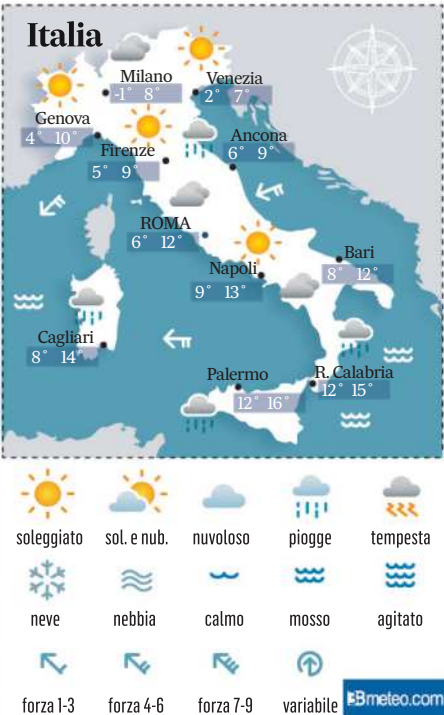 Italia
Milano
-1° 8°
Venezia
2° 7°
Genova
4° 10°
Firenze
5° 9°
Ancona
6° 9°
ROMA
6° 12°
Napoli
9° 13°
Bari
8° 12°
Cagliari
8° 14°
Palermo
12° 16°
R. Calabria
12° 15°
soleggiato sol. e nub. nuvoloso piogge tempesta
neve nebbia calmo mosso agitato
forza 1-3 forza 4-6 forza 7-9 variabile
3Bmeteo.com